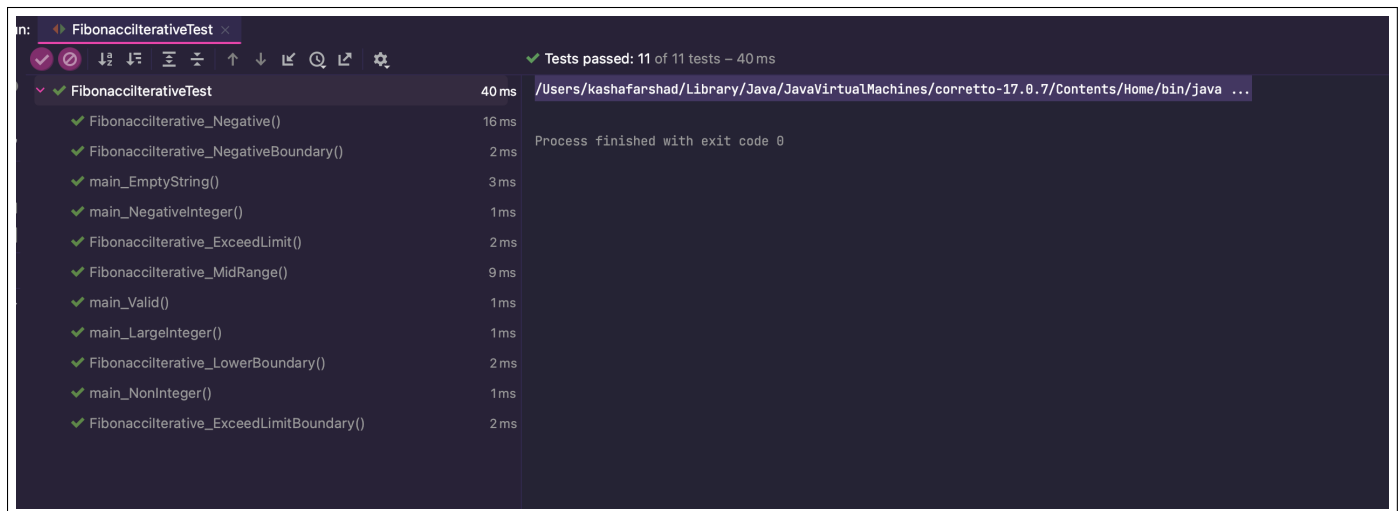 un: FibonacciIterativeTest
Tests passed: 11 of 11 tests – 40 ms
FibonacciIterativeTest 40 ms
FibonacciIterative_Negative() 16 ms
FibonacciIterative_NegativeBoundary() 2 ms
main_EmptyString() 3 ms
main_NegativeInteger() 1 ms
FibonacciIterative_ExceedLimit() 2 ms
FibonacciIterative_MidRange() 9 ms
main_Valid() 1 ms
main_LargeInteger() 1 ms
FibonacciIterative_LowerBoundary() 2 ms
main_NonInteger() 1 ms
FibonacciIterative_ExceedLimitBoundary() 2 ms
/Users/kashafarshad/Library/Java/JavaVirtualMachines/corretto-17.0.7/Contents/Home/bin/java ...
Process finished with exit code 0